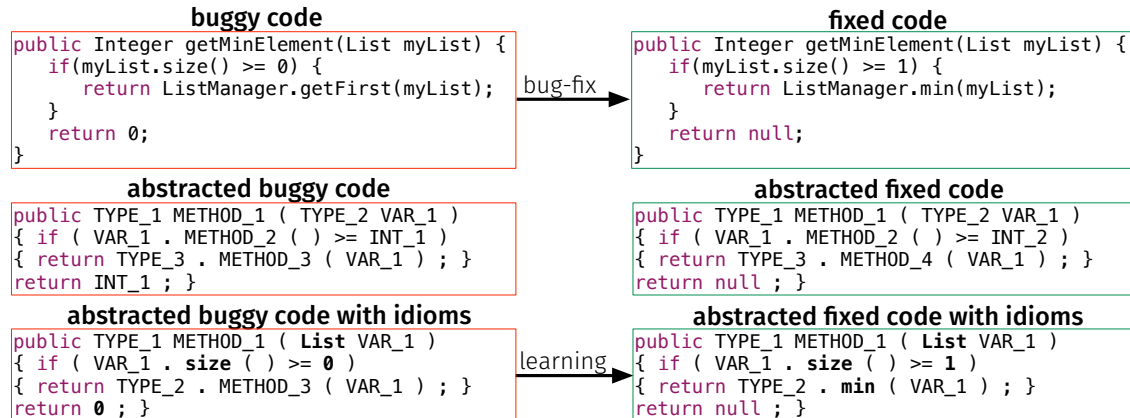 buggy code
public Integer getMinElement(List myList) {
if(myList.size() >= 0) {
return ListManager.getFirst(myList);
}
return 0;
}
bug-fix
fixed code
public Integer getMinElement(List myList) {
if(myList.size() >= 1) {
return ListManager.min(myList);
}
return null;
}
abstracted buggy code
public TYPE_1 METHOD_1 ( TYPE_2 VAR_1 )
{ if ( VAR_1 . METHOD_2 ( ) >= INT_1 )
{ return TYPE_3 . METHOD_3 ( VAR_1 ) ; }
return INT_1 ; }
abstracted fixed code
public TYPE_1 METHOD_1 ( TYPE_2 VAR_1 )
{ if ( VAR_1 . METHOD_2 ( ) >= INT_2 )
{ return TYPE_3 . METHOD_4 ( VAR_1 ) ; }
return null ; }
abstracted buggy code with idioms
public TYPE_1 METHOD_1 ( List VAR_1 )
{ if ( VAR_1 . size ( ) >= 0 )
{ return TYPE_2 . METHOD_3 ( VAR_1 ) ; }
return 0 ; }
learning
abstracted fixed code with idioms
public TYPE_1 METHOD_1 ( List VAR_1 )
{ if ( VAR_1 . size ( ) >= 1 )
{ return TYPE_2 . min ( VAR_1 ) ; }
return null ; }